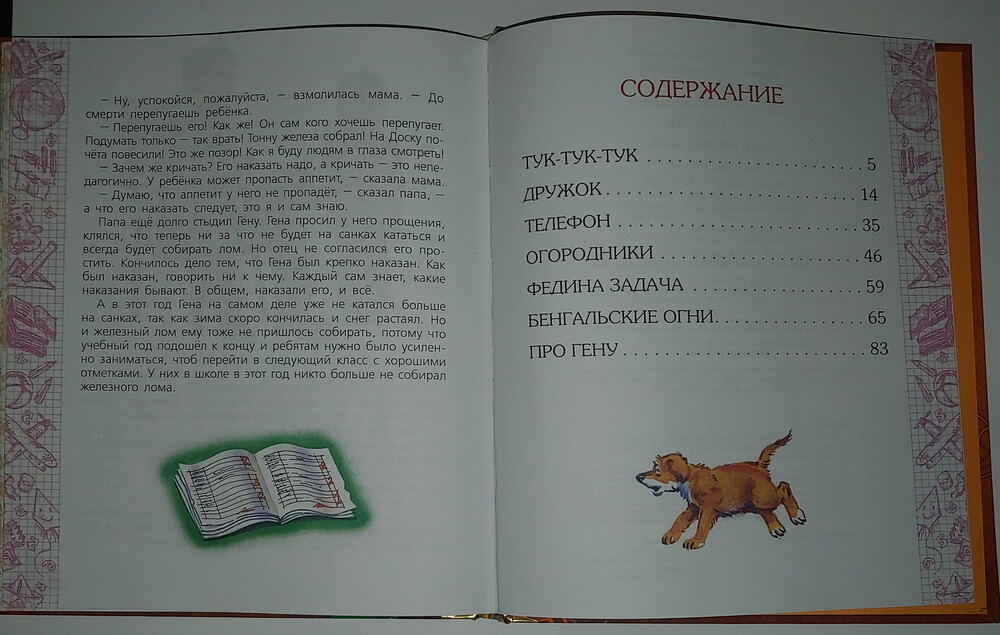 — Ну, успокойся, пожалуйста, — взмолилась мама. — До
смерти перепугаешь ребёнка.
— Перепугаешь его! Как же! Он сам кого хочешь перепугает.
Подумать только — так врать! Тонну железа собрал! На Доску по-
чёта повесили! Это же позор! Как я буду людям в глаза смотреть!
— Зачем же кричать? Его наказать надо, а кричать — это непе-
дагогично. У ребёнка может пропасть аппетит, — сказала мама.
— Думаю, что аппетит у него не пропадёт, — сказал папа, —
а что его наказать следует, это я и сам знаю.
Папа ещё долго стыдил Гену. Гена просил у него прощения,
клялся, что теперь ни за что не будет на санках кататься и
всегда будет собирать лом. Но отец не согласился его про-
стить. Кончилось дело тем, что Гена был крепко наказан. Как
был наказан, говорить ни к чему. Каждый сам знает, какие
наказания бывают. В общем, наказали его, и всё.
А в этот год Гена на самом деле уже не катался больше
на санках, так как зима скоро кончилась и снег растаял. Но
и железный лом ему тоже не пришлось собирать, потому что
учебный год подошёл к концу и ребятам нужно было усилен-
но заниматься, чтоб перейти в следующий класс с хорошими
отметками. У них в школе в этот год никто больше не собирал
железного лома.
СОДЕРЖАНИЕ
ТУК-ТУК-ТУК . . . . . . . . . . . . . . . . . . . . . . . 5
ДРУЖОК . . . . . . . . . . . . . . . . . . . . . . . . . . 14
ТЕЛЕФОН . . . . . . . . . . . . . . . . . . . . . . . . . 35
ОГОРОДНИКИ . . . . . . . . . . . . . . . . . . . . . 46
ФЕДИНА ЗАДАЧА . . . . . . . . . . . . . . . . . . 59
БЕНГАЛЬСКИЕ ОГНИ. . . . . . . . . . . . . . . 65
ПРО ГЕНУ . . . . . . . . . . . . . . . . . . . . . . . . 83